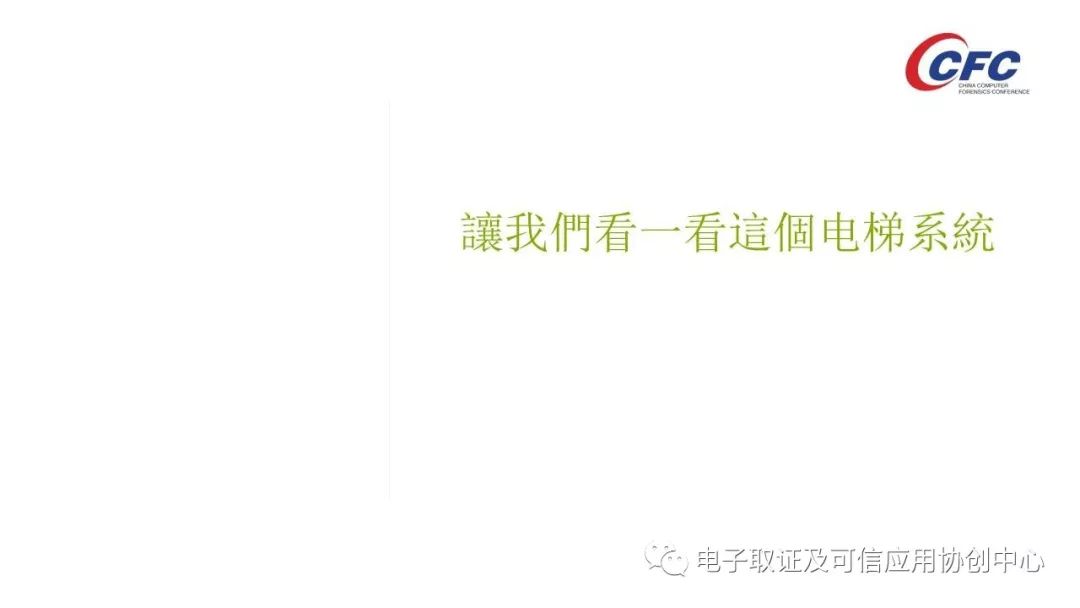 CFC
CHINA COMPUTER
FORENSICS CONFERENCE
讓我們看一看這個电梯系統
电子取证及可信应用协创中心